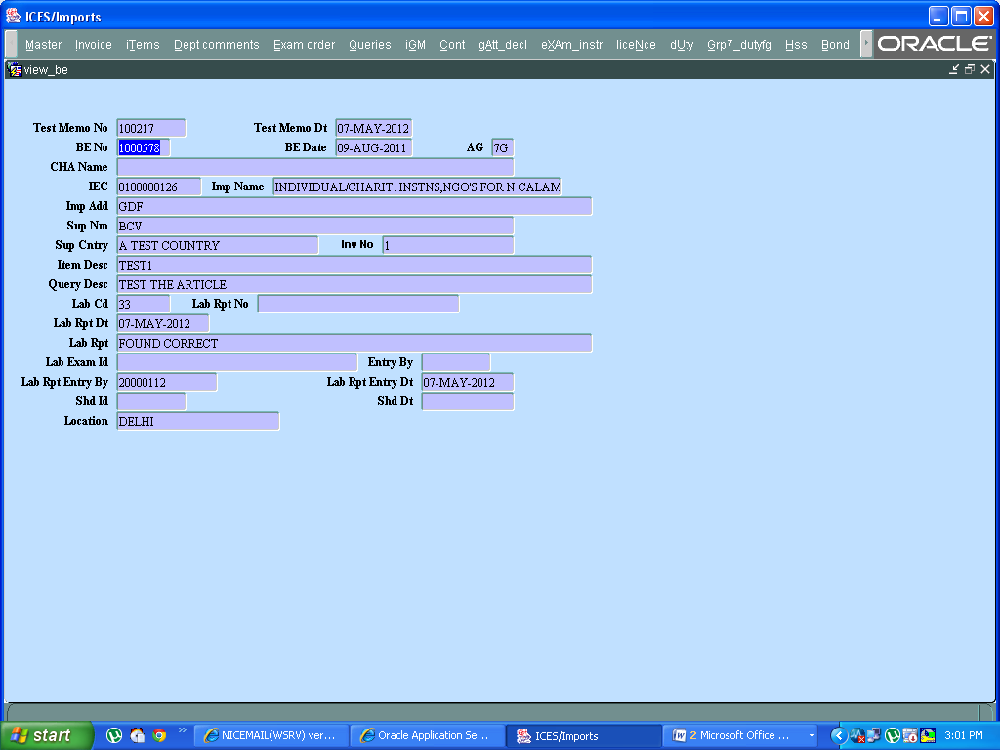 ICES/Imports
Master Invoice iTems Dept comments Exam order Queries iGM Cont gAtt_decl eXAm_instr liceNce dUty Grp7_dutyfg Hss Bond ORACLE
view_be
Test Memo No 100217 Test Memo Dt 07-MAY-2012
BE No 1000578 BE Date 09-AUG-2011 AG 7G
CHA Name
IEC 0100000126 Imp Name INDIVIDUAL/CHARIT. INSTNS,NGO'S FOR N CALAM
Imp Add GDF
Sup Nm BCV
Sup Cntry A TEST COUNTRY Inv No 1
Item Desc TEST1
Query Desc TEST THE ARTICLE
Lab Cd 33 Lab Rpt No
Lab Rpt Dt 07-MAY-2012
Lab Rpt FOUND CORRECT
Lab Exam Id Entry By
Lab Rpt Entry By 20000112 Lab Rpt Entry Dt 07-MAY-2012
Shd Id Shd Dt
Location DELHI
start NICEMAIL(WSRV) ver... Oracle Application Se... ICES/Imports 2 Microsoft Office ... 3:01 PM